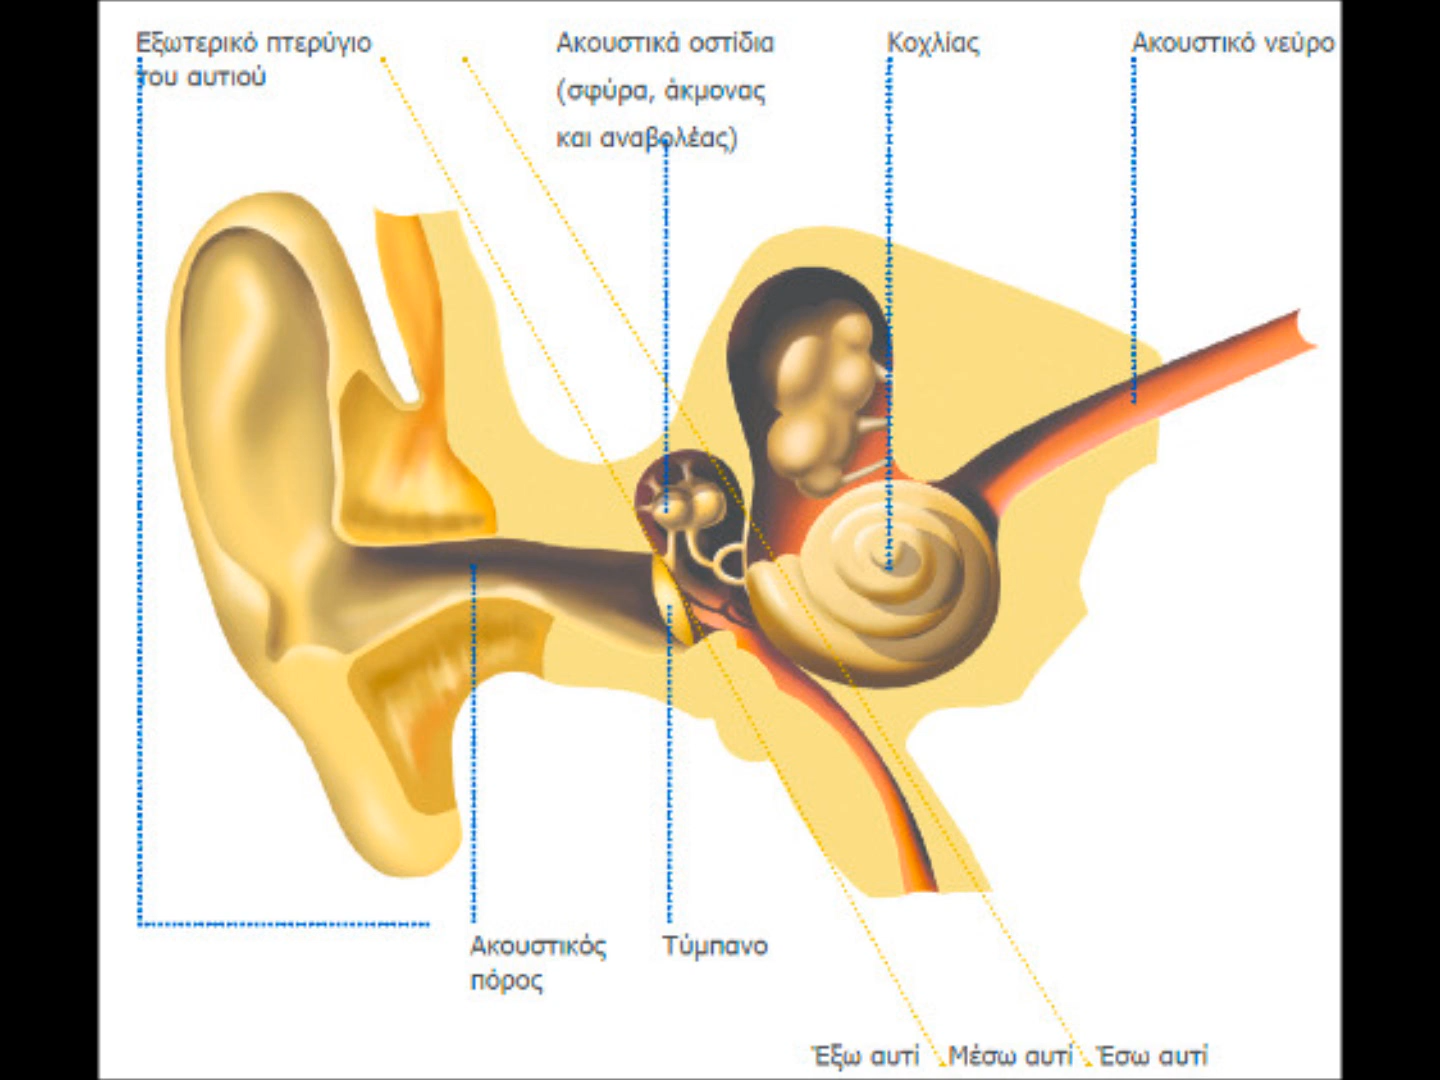 Εξωτερικό πτερύγιο
του αυτιού
Ακουστικά οστίδια
(σφύρα, άκμονας
και αναβολέας)
Κοχλίας
Ακουστικό νεύρο
Ακουστικός
πόρος
Τύμπανο
Έξω αυτί
Μέσω αυτί
Έσω αυτί